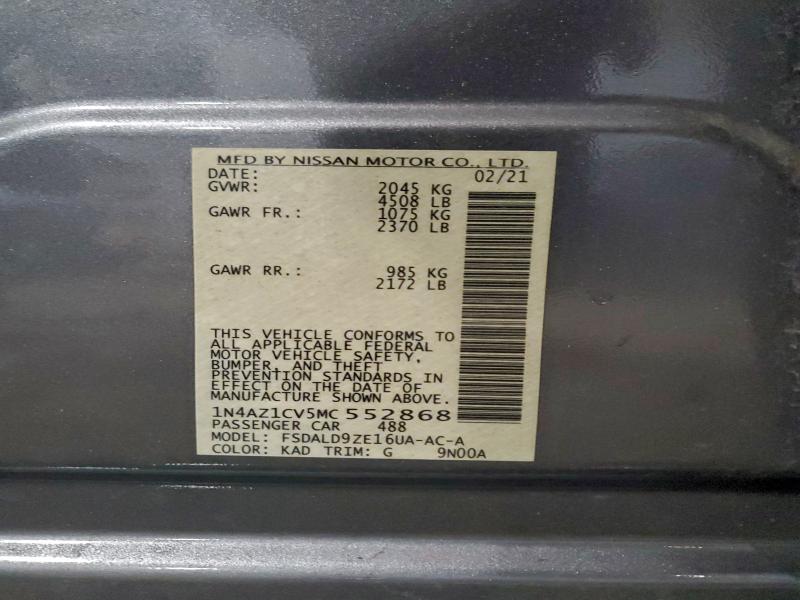 MFD BY NISSAN MOTOR CO., LTD.
DATE: 02/21
GVWR: 2045 KG
4508 LB
GAWR FR.: 1075 KG
2370 LB
GAWR RR.: 985 KG
2172 LB
THIS VEHICLE CONFORMS TO
ALL APPLICABLE FEDERAL
MOTOR VEHICLE SAFETY,
BUMPER, AND THEFT
PREVENTION STANDARDS IN
EFFECT ON THE DATE OF
MANUFACTURE SHOWN ABOVE.
1N4AZ1CV5MC 552868
PASSENGER CAR 488
MODEL: FSDALD9ZE16UA-AC-A
COLOR: KAD TRIM: G 9N00A